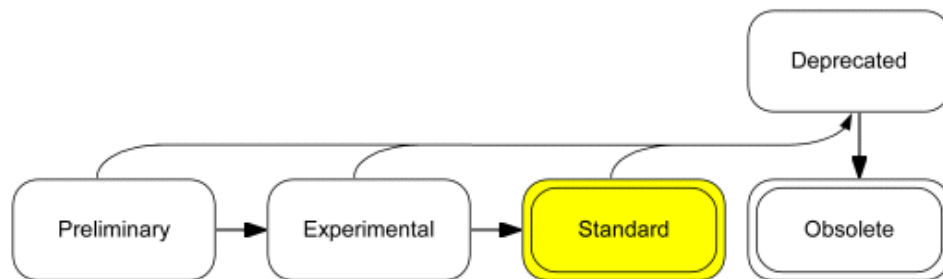 Deprecated
Preliminary
Experimental
Standard
Obsolete